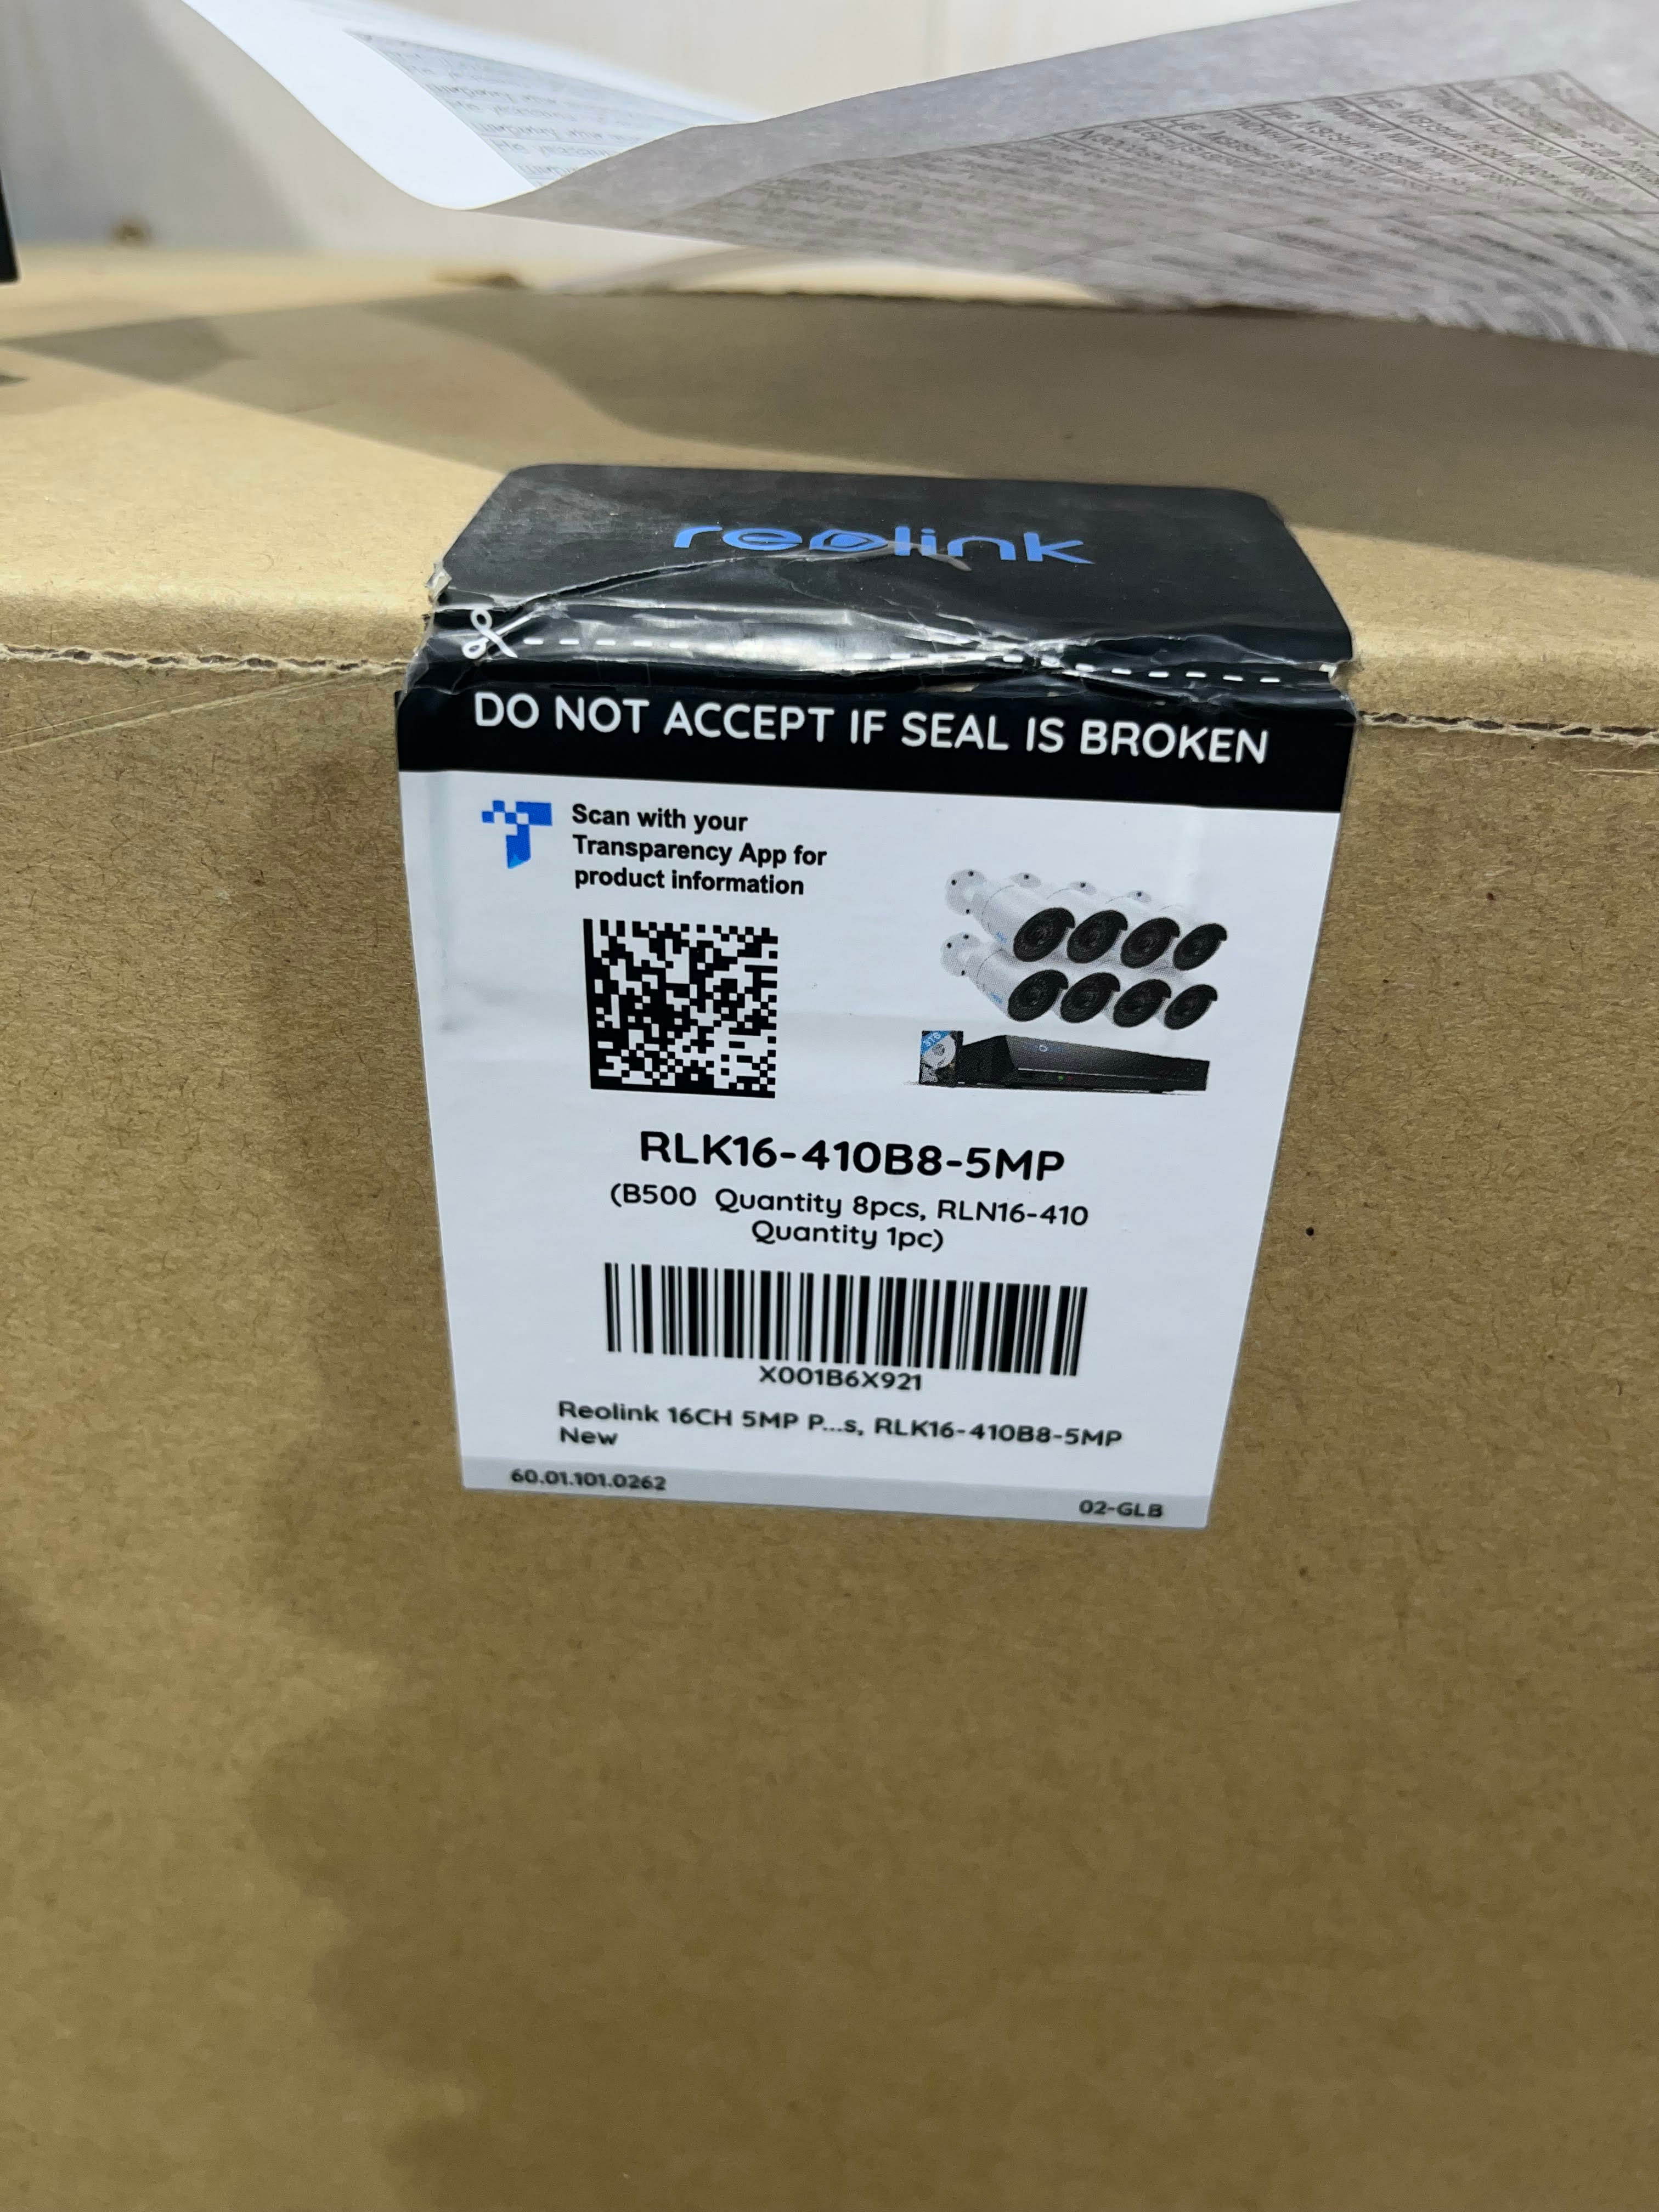 reolink
DO NOT ACCEPT IF SEAL IS BROKEN
Scan with your
Transparency App for
product information
3TB
RLK16-410B8-5MP
(B500 Quantity 8pcs, RLN16-410
Quantity 1pc)
X001B6X921
Reolink 16CH 5MP P...s, RLK16-410B8-5MP
New
60.01.101.0262
02-GLB